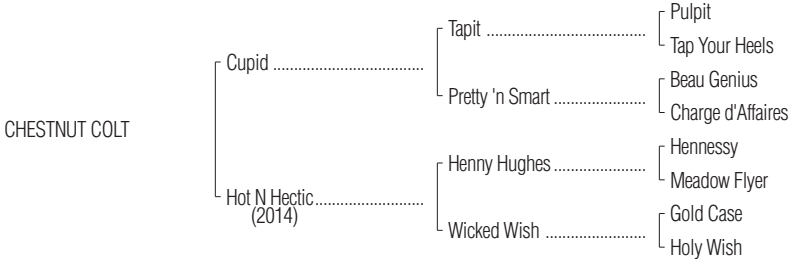 Pulpit
Tapit ....................................
Tap Your Heels
Cupid ..................................
Beau Genius
Pretty 'n Smart .....................
Charge d'Affaires
CHESTNUT COLT
Hennessy
Henny Hughes .....................
Meadow Flyer
Hot N Hectic ........................
(2014)
Gold Case
Wicked Wish .......................
Holy Wish